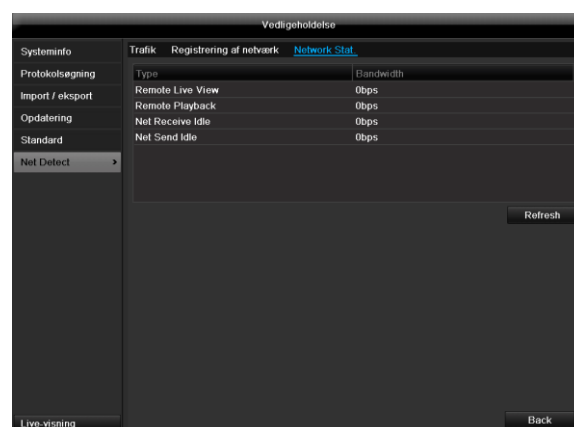 Vedligeholdelse
Systeminfo
Protokolsøgning
Import / eksport
Opdatering
Standard
Net Detect >
Live-visning
Trafik Registrering af netværk Network Stat.
Type Bandwidth
Remote Live View 0bps
Remote Playback 0bps
Net Receive Idle 0bps
Net Send Idle 0bps
Refresh
Back